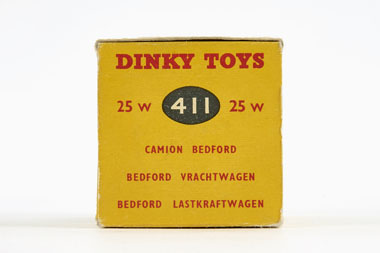 DINKY TOYS
25 W 411 25 W
CAMION BEDFORD
BEDFORD VRACHTWAGEN
BEDFORD LASTKRAFTWAGEN